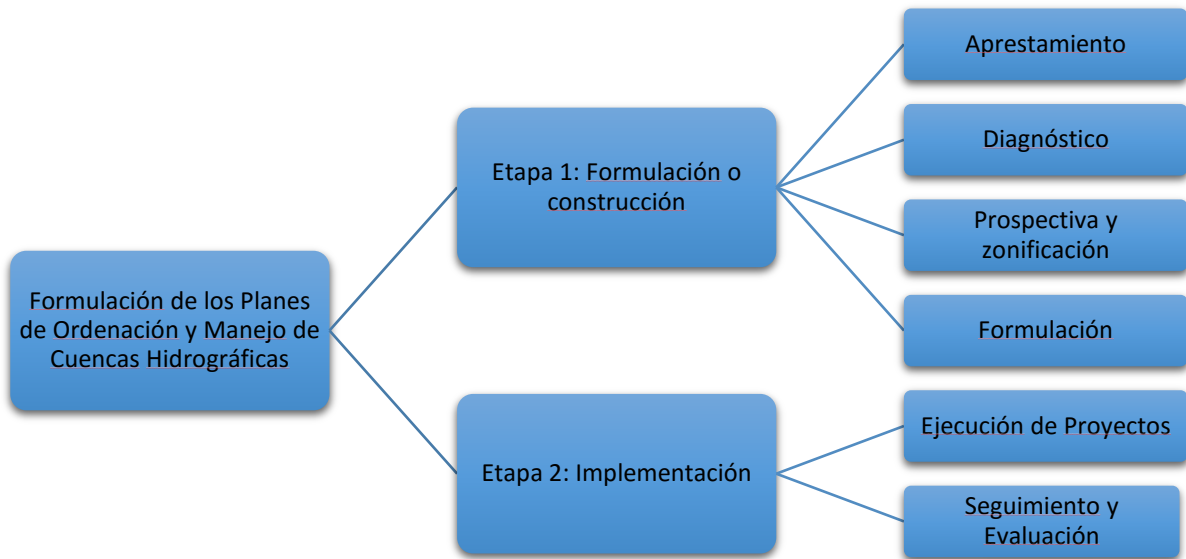 Formulación de los Planes
de Ordenación y Manejo de
Cuencas Hidrográficas
Etapa 1: Formulación o
construcción
Aprestamiento
Diagnóstico
Prospectiva y
zonificación
Formulación
Etapa 2: Implementación
Ejecución de Proyectos
Seguimiento y
Evaluación